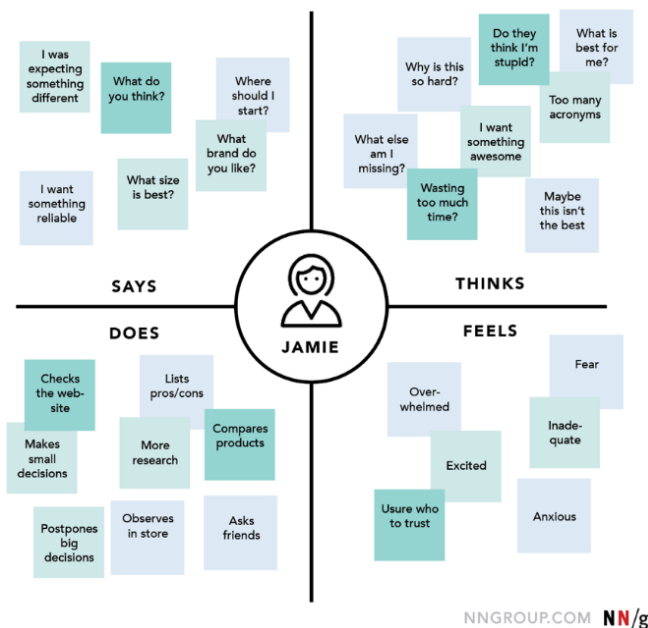 I was
expecting
something
different
What do
you think?
Where
should I
start?
What
brand do
you like?
What size
is best?
I want
something
reliable
SAYS
Do they
think I'm
stupid?
What is
best for
me?
Why is this
so hard?
Too many
acronyms
I want
something
awesome
What else
am I
missing?
Wasting
too much
time?
Maybe
this isn't
the best
THINKS
JAMIE
DOES
Checks
the web-
site
Lists
pros/cons
Compares
products
Makes
small
decisions
More
research
Postpones
big
decisions
Observes
in store
Asks
friends
FEELS
Fear
Over-
whelmed
Inade-
quate
Excited
Usure who
to trust
Anxious
NNGROUP.COM NN/g